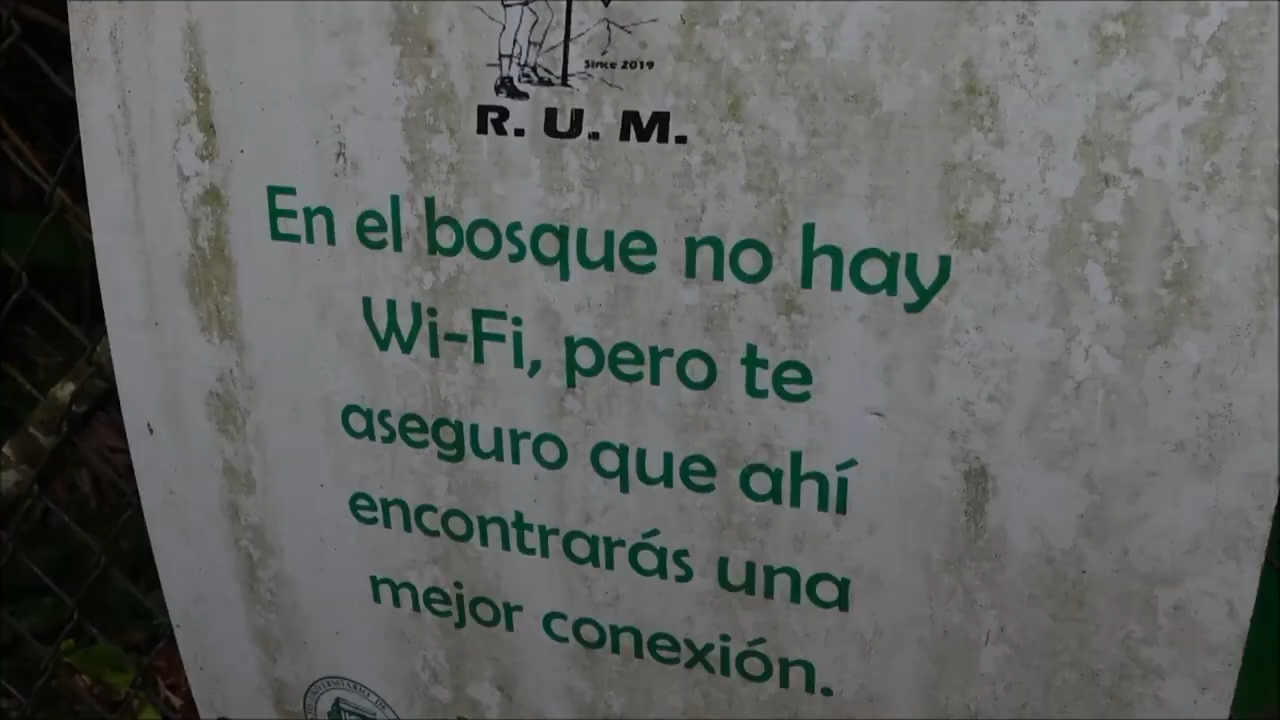 Since 2019
R. U. M.
En el bosque no hay
Wi-Fi, pero te
aseguro que ahí
encontrarás una
mejor conexión.